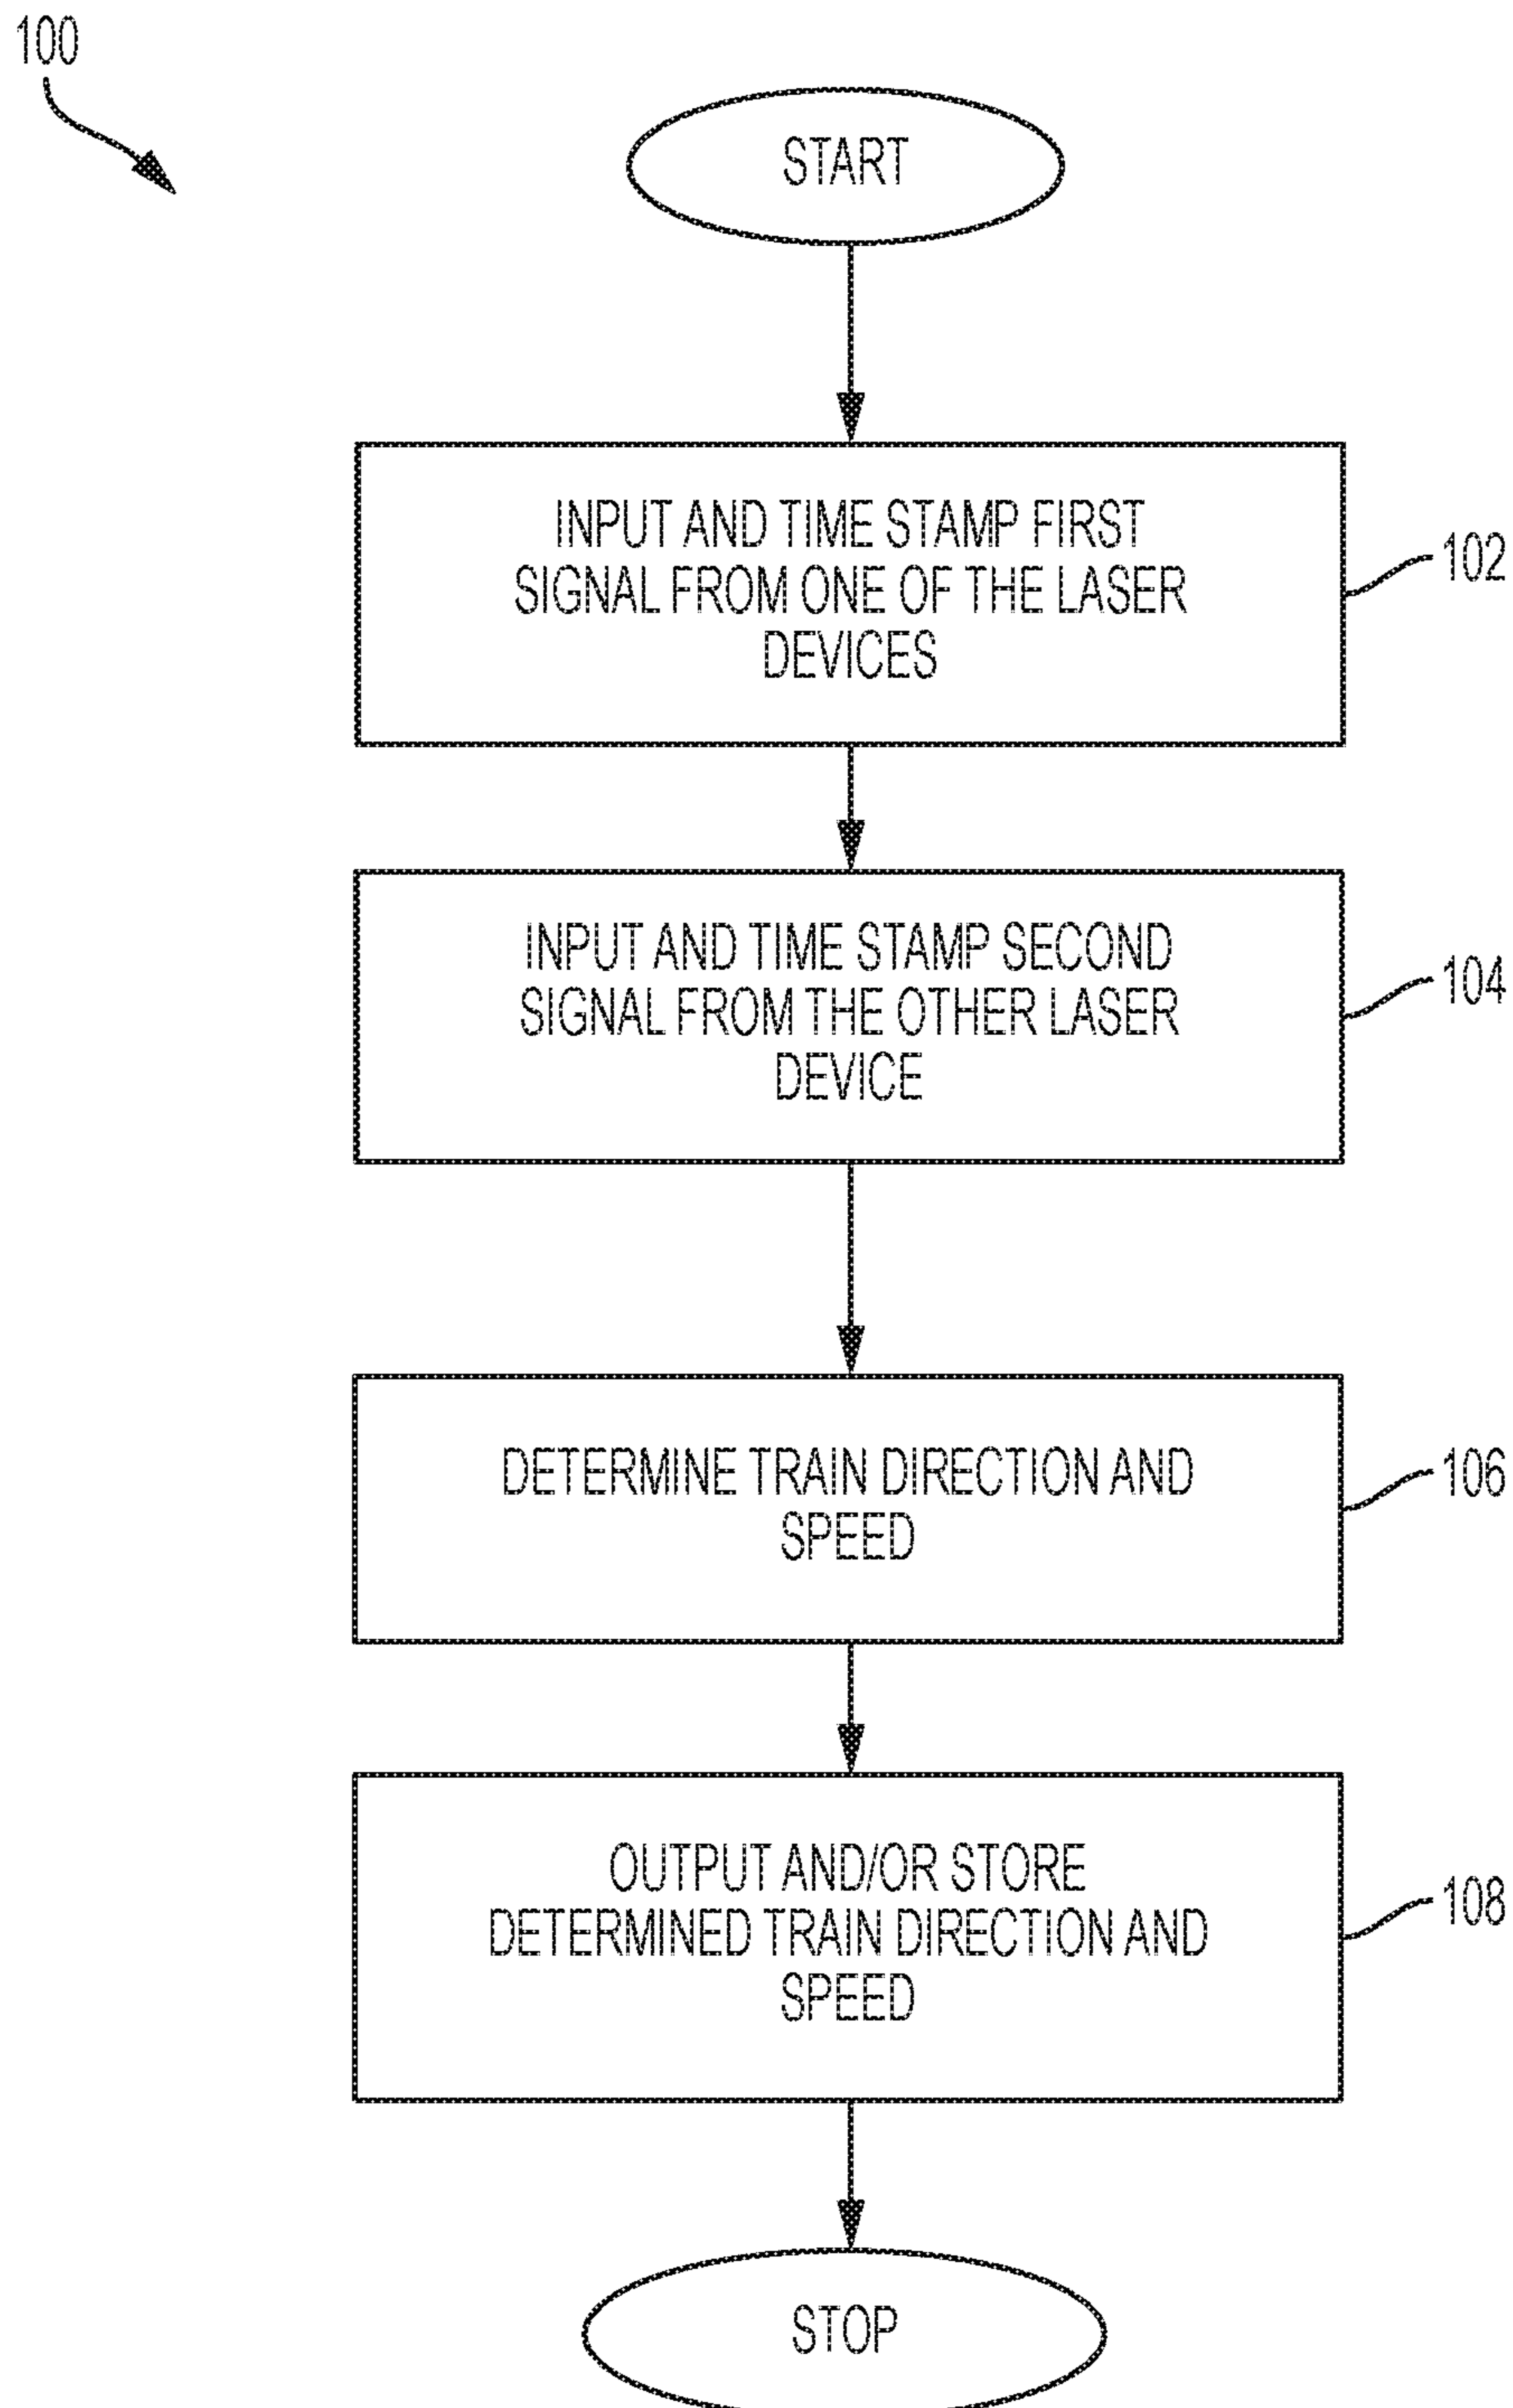 100
START
INPUT AND TIME STAMP FIRST
SIGNAL FROM ONE OF THE LASER
DEVICES
102
INPUT AND TIME STAMP SECOND
SIGNAL FROM THE OTHER LASER
DEVICE
104
DETERMINE TRAIN DIRECTION AND
SPEED
106
OUTPUT AND/OR STORE
DETERMINED TRAIN DIRECTION AND
SPEED
108
STOP